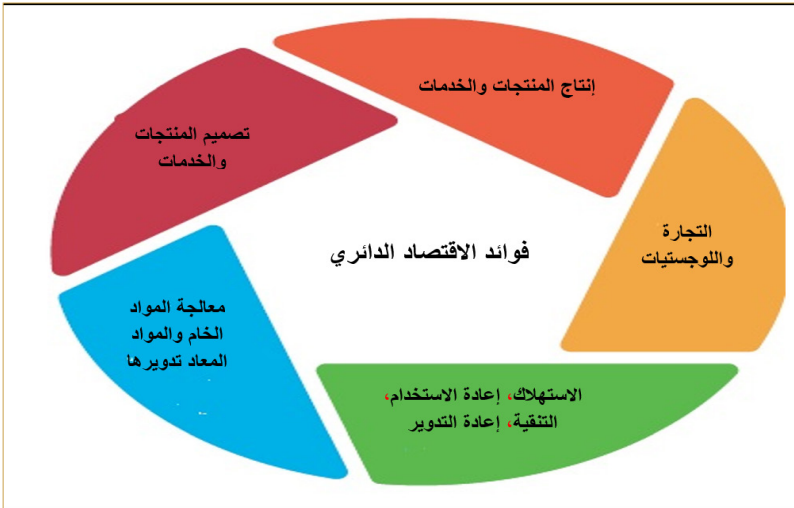 إنتاج المنتجات والخدمات
تصميم المنتجات
والخدمات
التجارة
واللوجستيات
فوائد الاقتصاد الدائري
معالجة المواد
الخام والمواد
المعاد تدويرها
الاستهلاك، إعادة الاستخدام،
التنقية، إعادة التدوير